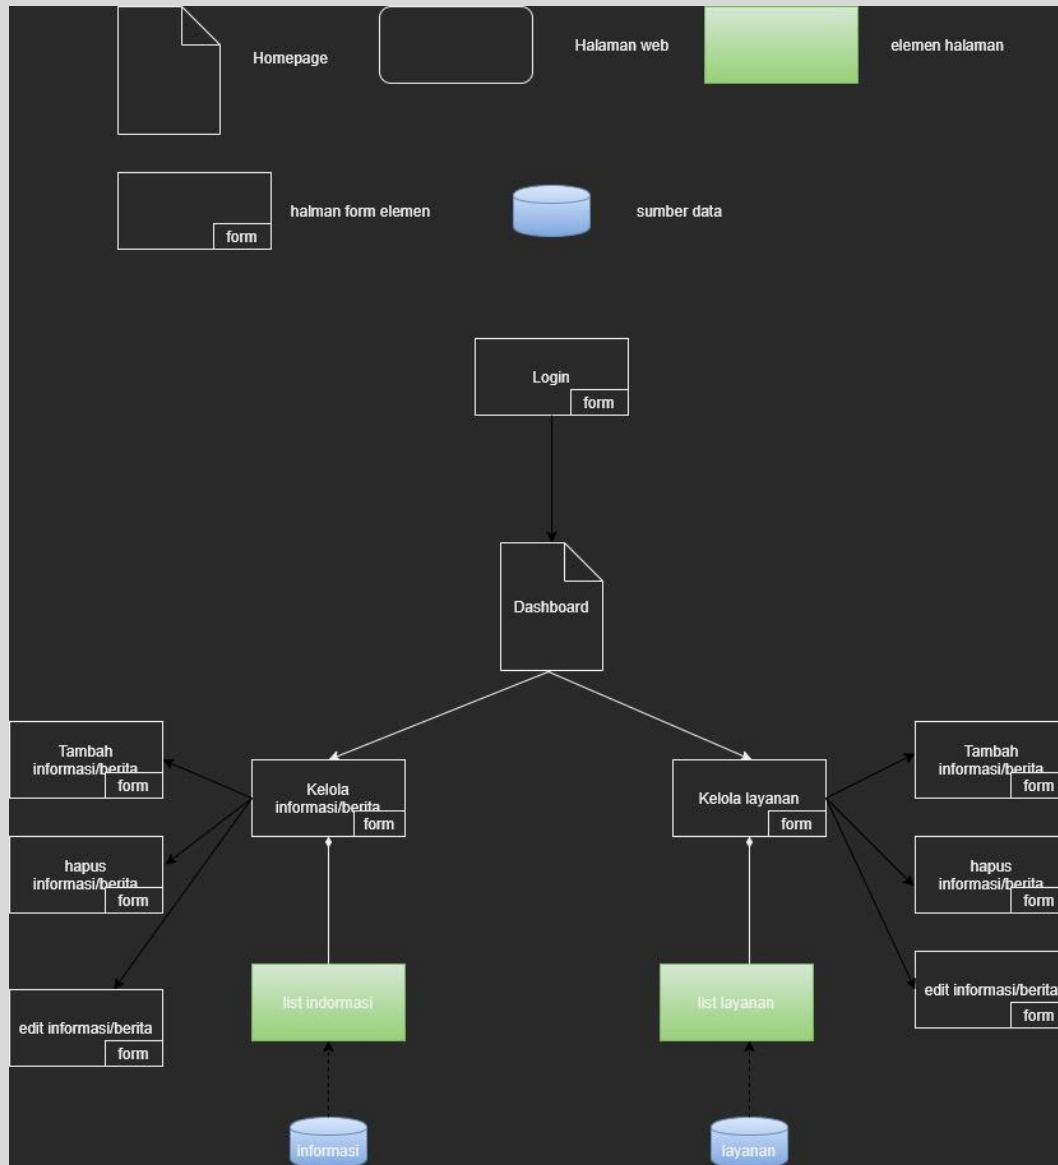 Homepage
Halaman web
elemen halaman
halman form elemen
form
sumber data
Login
form
Dashboard
Tambah
informasi/berita
form
Kelola
informasi/berita
form
Kelola layanan
form
Tambah
informasi/berita
form
hapus
informasi/berita
form
hapus
informasi/berita
form
list indormasi
list layanan
edit informasi/berita
form
edit informasi/berita
form
informasi
layanan